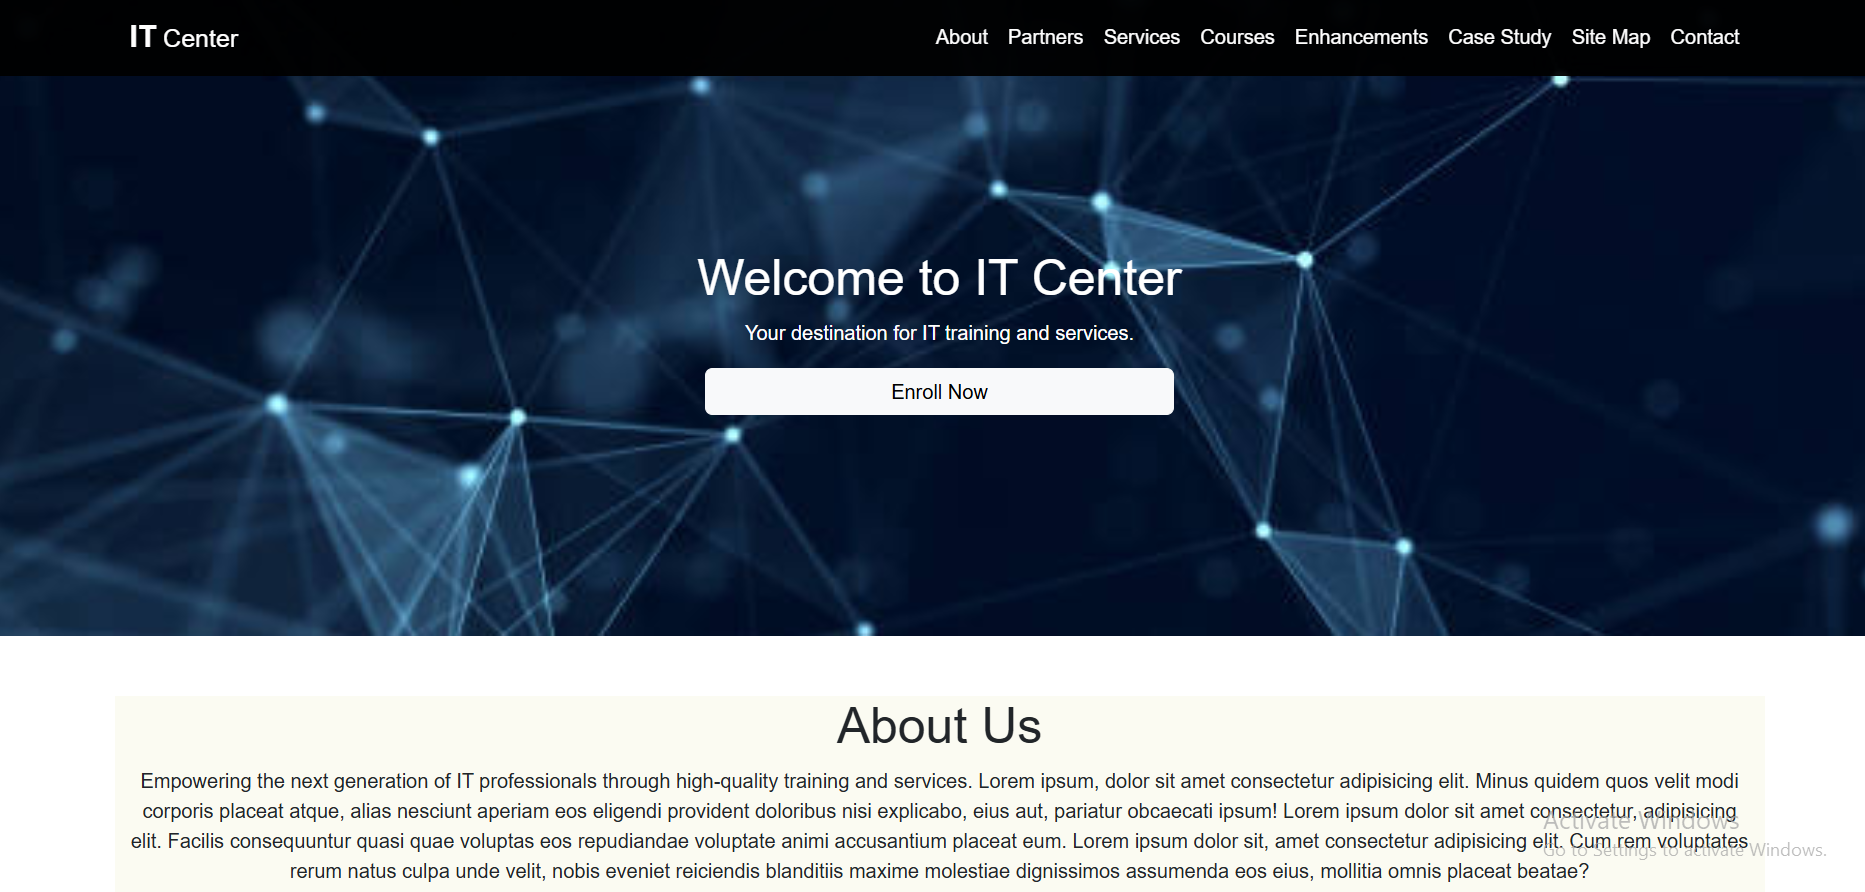 IT Center
About Partners Services Courses Enhancements Case Study Site Map Contact
Welcome to IT Center
Your destination for IT training and services.
Enroll Now
About Us
Empowering the next generation of IT professionals through high-quality training and services. Lorem ipsum, dolor sit amet consectetur adipisicing elit. Minus quidem quos velit modi
corporis placeat atque, alias nesciunt aperiam eos eligendi provident doloribus nisi explicabo, eius aut, pariatur obcaecati ipsum! Lorem ipsum dolor sit amet consectetur, adipisicing
Activate Windows
elit. Facilis consequuntur quasi quae voluptas eos repudiandae voluptate animi accusantium placeat eum. Lorem ipsum dolor sit, amet consectetur adipisicing elit. Cum rem voluptates
Go to Settings to activate Windows.
rerum natus culpa unde velit, nobis eveniet reiciendis blanditiis maxime molestiae dignissimos assumenda eos eius, mollitia omnis placeat beatae?